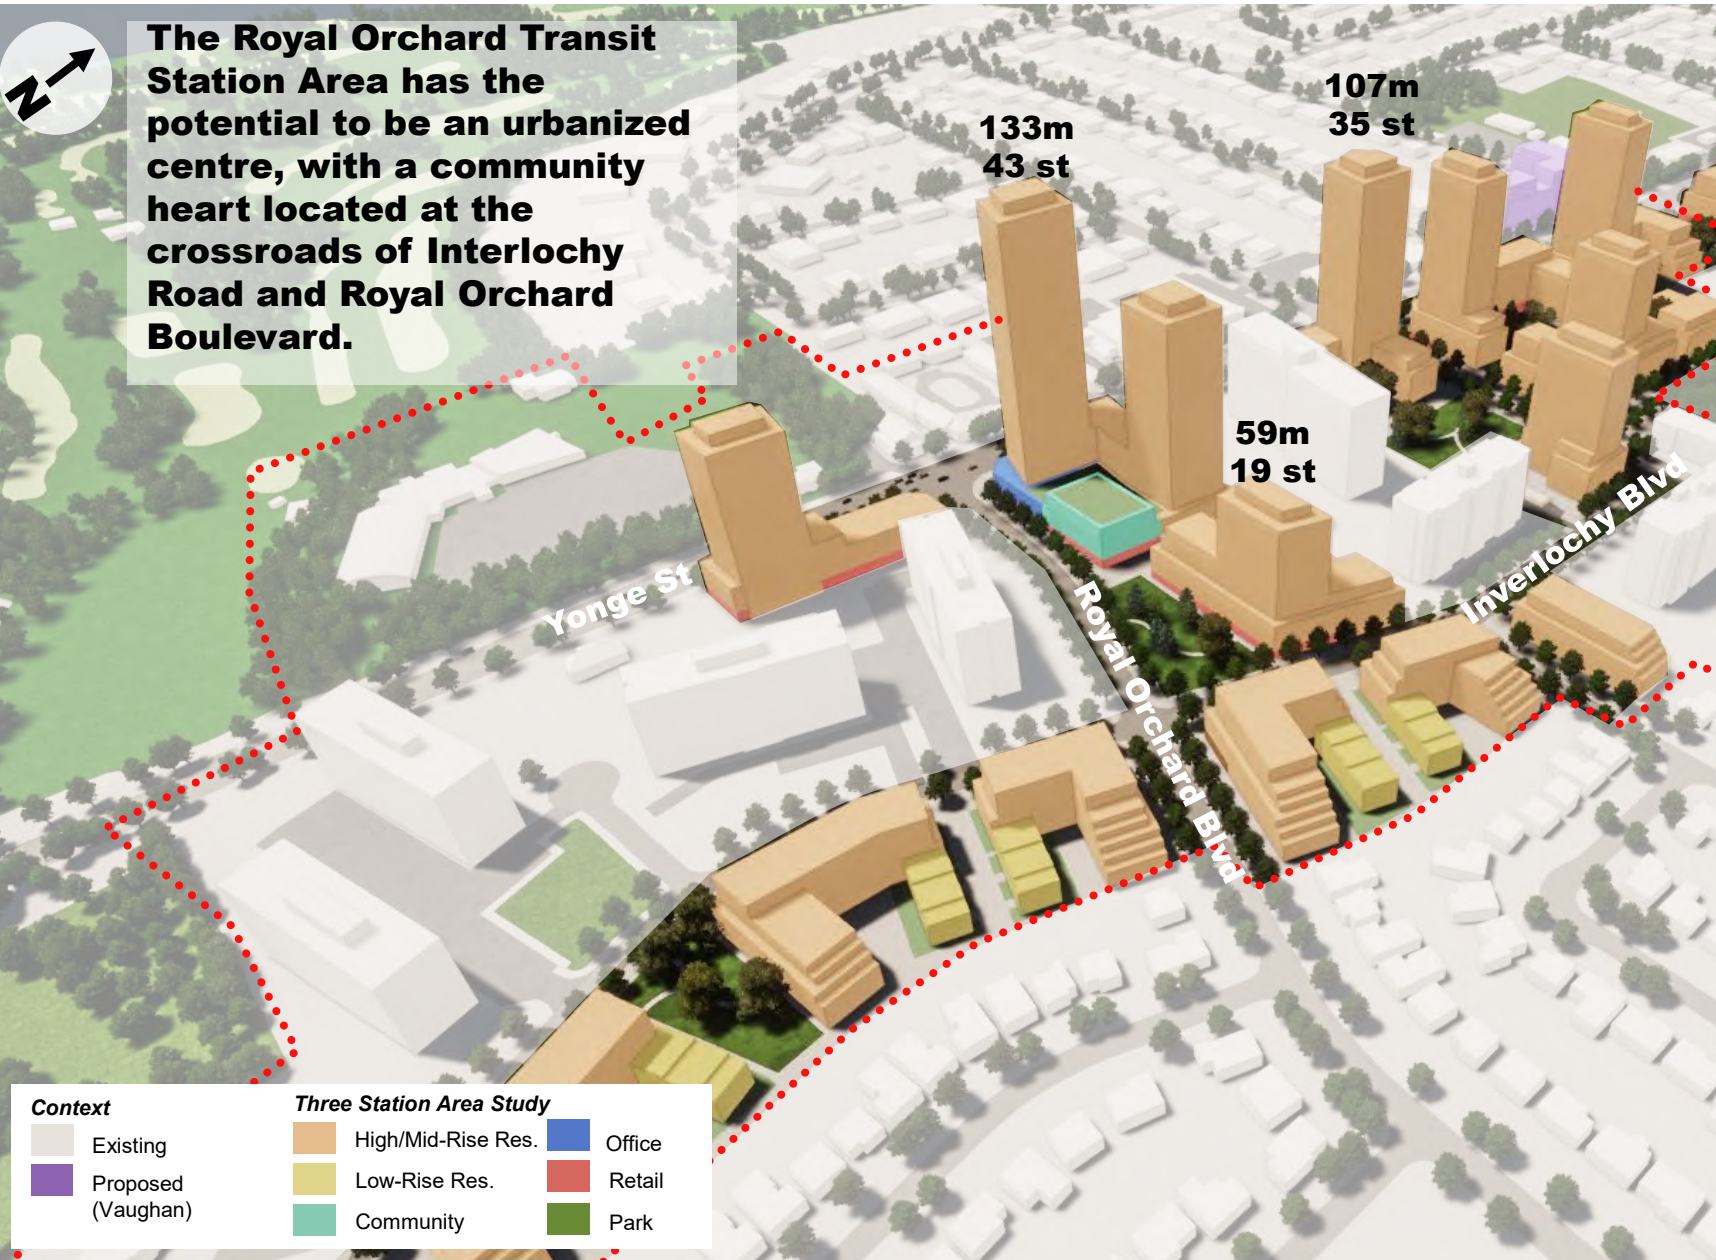 N
The Royal Orchard Transit
Station Area has the
potential to be an urbanized
centre, with a community
heart located at the
crossroads of Interlochy
Road and Royal Orchard
Boulevard.
133m
43 st
107m
35 st
59m
19 st
Yonge St
Royal Orchard Blvd
Inverlochy Blvd
Context
Existing
Proposed
(Vaughan)
Three Station Area Study
High/Mid-Rise Res.
Low-Rise Res.
Community
Office
Retail
Park